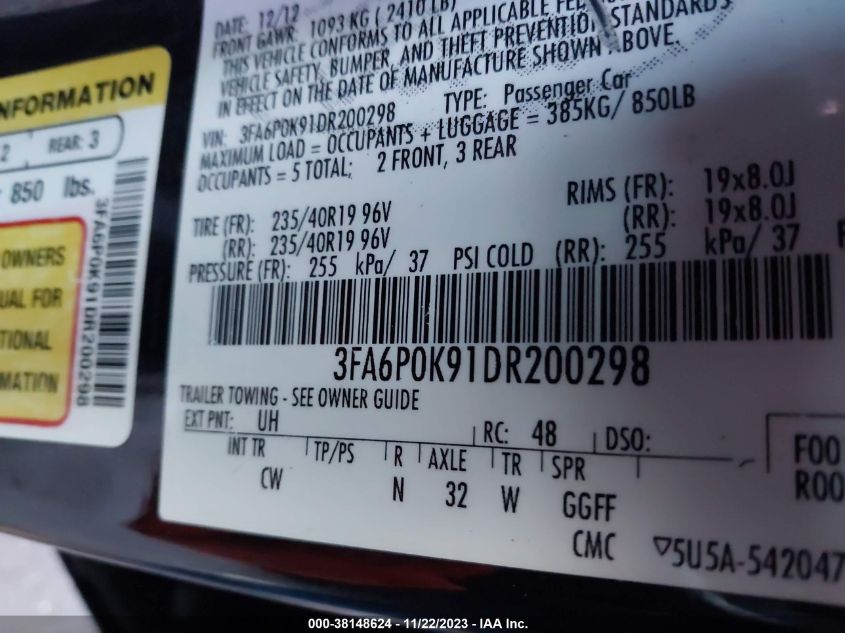 INFORMATION
2 REAR: 3
850 lbs.
OWNERS
UAL FOR
TIONAL
MATION
3FA6P0K91DR200298
DATE: 12/12
FRONT GAWR: 1093 KG (2410 LB)
THIS VEHICLE CONFORMS TO ALL APPLICABLE
VEHICLE SAFETY, BUMPER, AND THEFT PREVENTION STANDARDS
IN EFFECT ON THE DATE OF MANUFACTURE SHOWN ABOVE.
VIN: 3FA6P0K91DR200298 TYPE: Passenger Car
MAXIMUM LOAD = OCCUPANTS + LUGGAGE = 385KG/ 850LB
OCCUPANTS = 5 TOTAL; 2 FRONT, 3 REAR
TIRE (FR): 235/40R19 96V RIMS (FR): 19x8.0J
(RR): 235/40R19 96V (RR): 19x8.0J
PRESSURE (FR): 255 kPa/ 37 PSI COLD (RR): 255 kPa/ 37
3FA6P0K91DR200298
TRAILER TOWING - SEE OWNER GUIDE
EXT PNT: UH RC: 48 DSO:
INT TR TP/PS R AXLE TR SPR
CW N 32 W GGFF
F00
R00
CMC ▽5U5A-542047
000-38148624 - 11/22/2023 - IAA Inc.